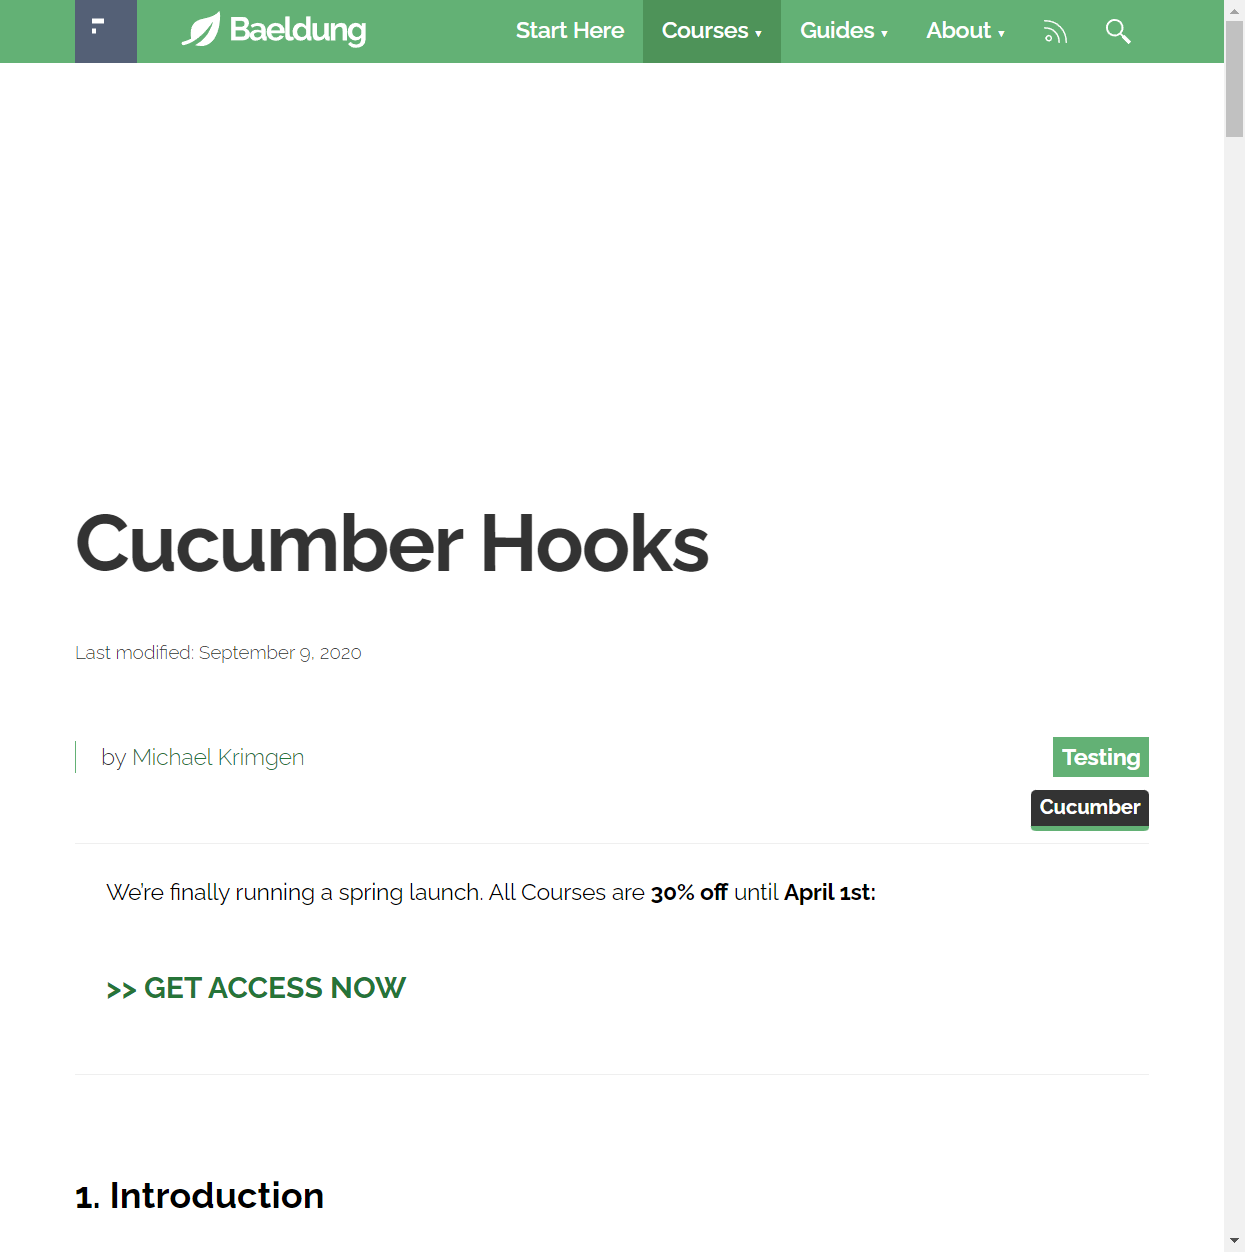 Baeldung
Start Here
Courses ▾
Guides ▾
About ▾
Cucumber Hooks
Last modified: September 9, 2020
by Michael Krimgen
Testing
Cucumber
We’re finally running a spring launch. All Courses are 30% off until April 1st:
>> GET ACCESS NOW
1. Introduction